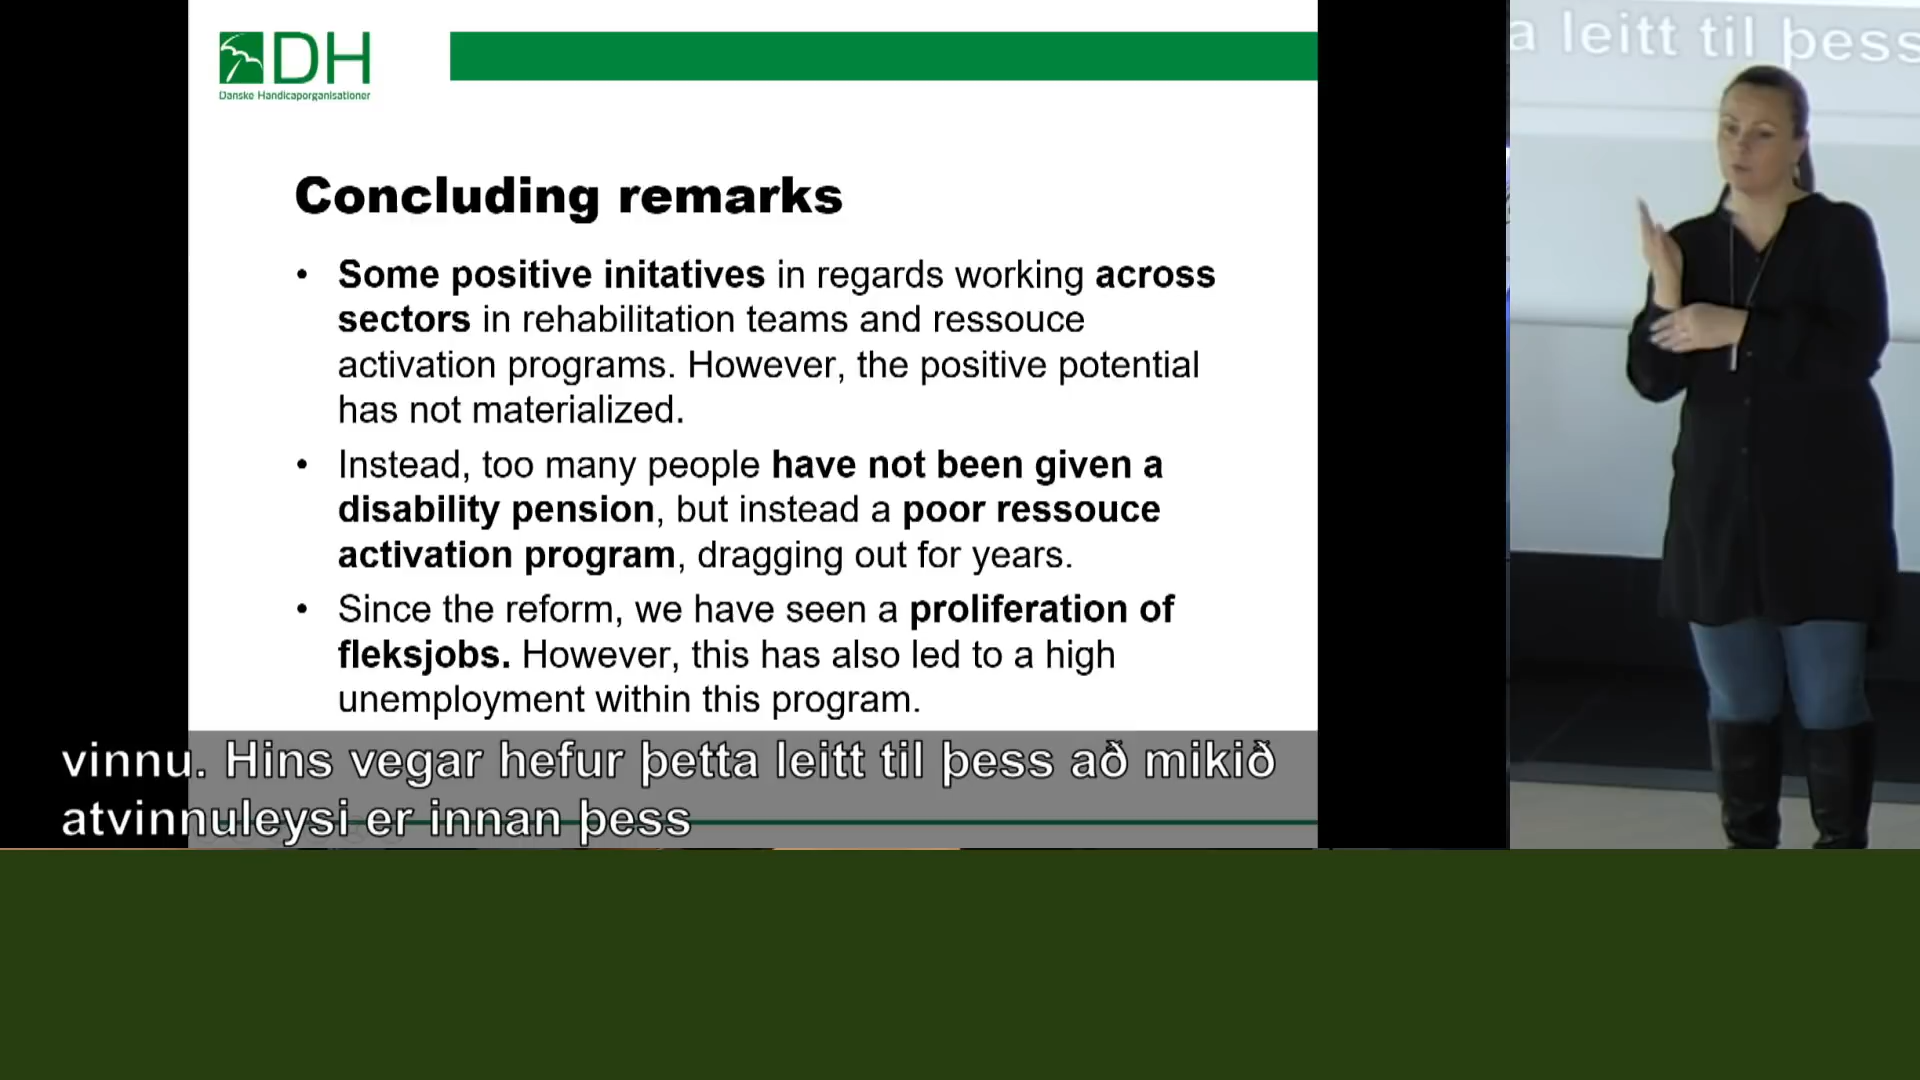 DH
Danske Handicaporganisationer
Concluding remarks
• Some positive initatives in regards working across
sectors in rehabilitation teams and ressouce
activation programs. However, the positive potential
has not materialized.
• Instead, too many people have not been given a
disability pension, but instead a poor ressouce
activation program, dragging out for years.
• Since the reform, we have seen a proliferation of
fleksjobs. However, this has also led to a high
unemployment within this program.
vinnu. Hins vegar hefur þetta leitt til þess að mikið
atvinnuleysi er innan þess
a leitt til þess